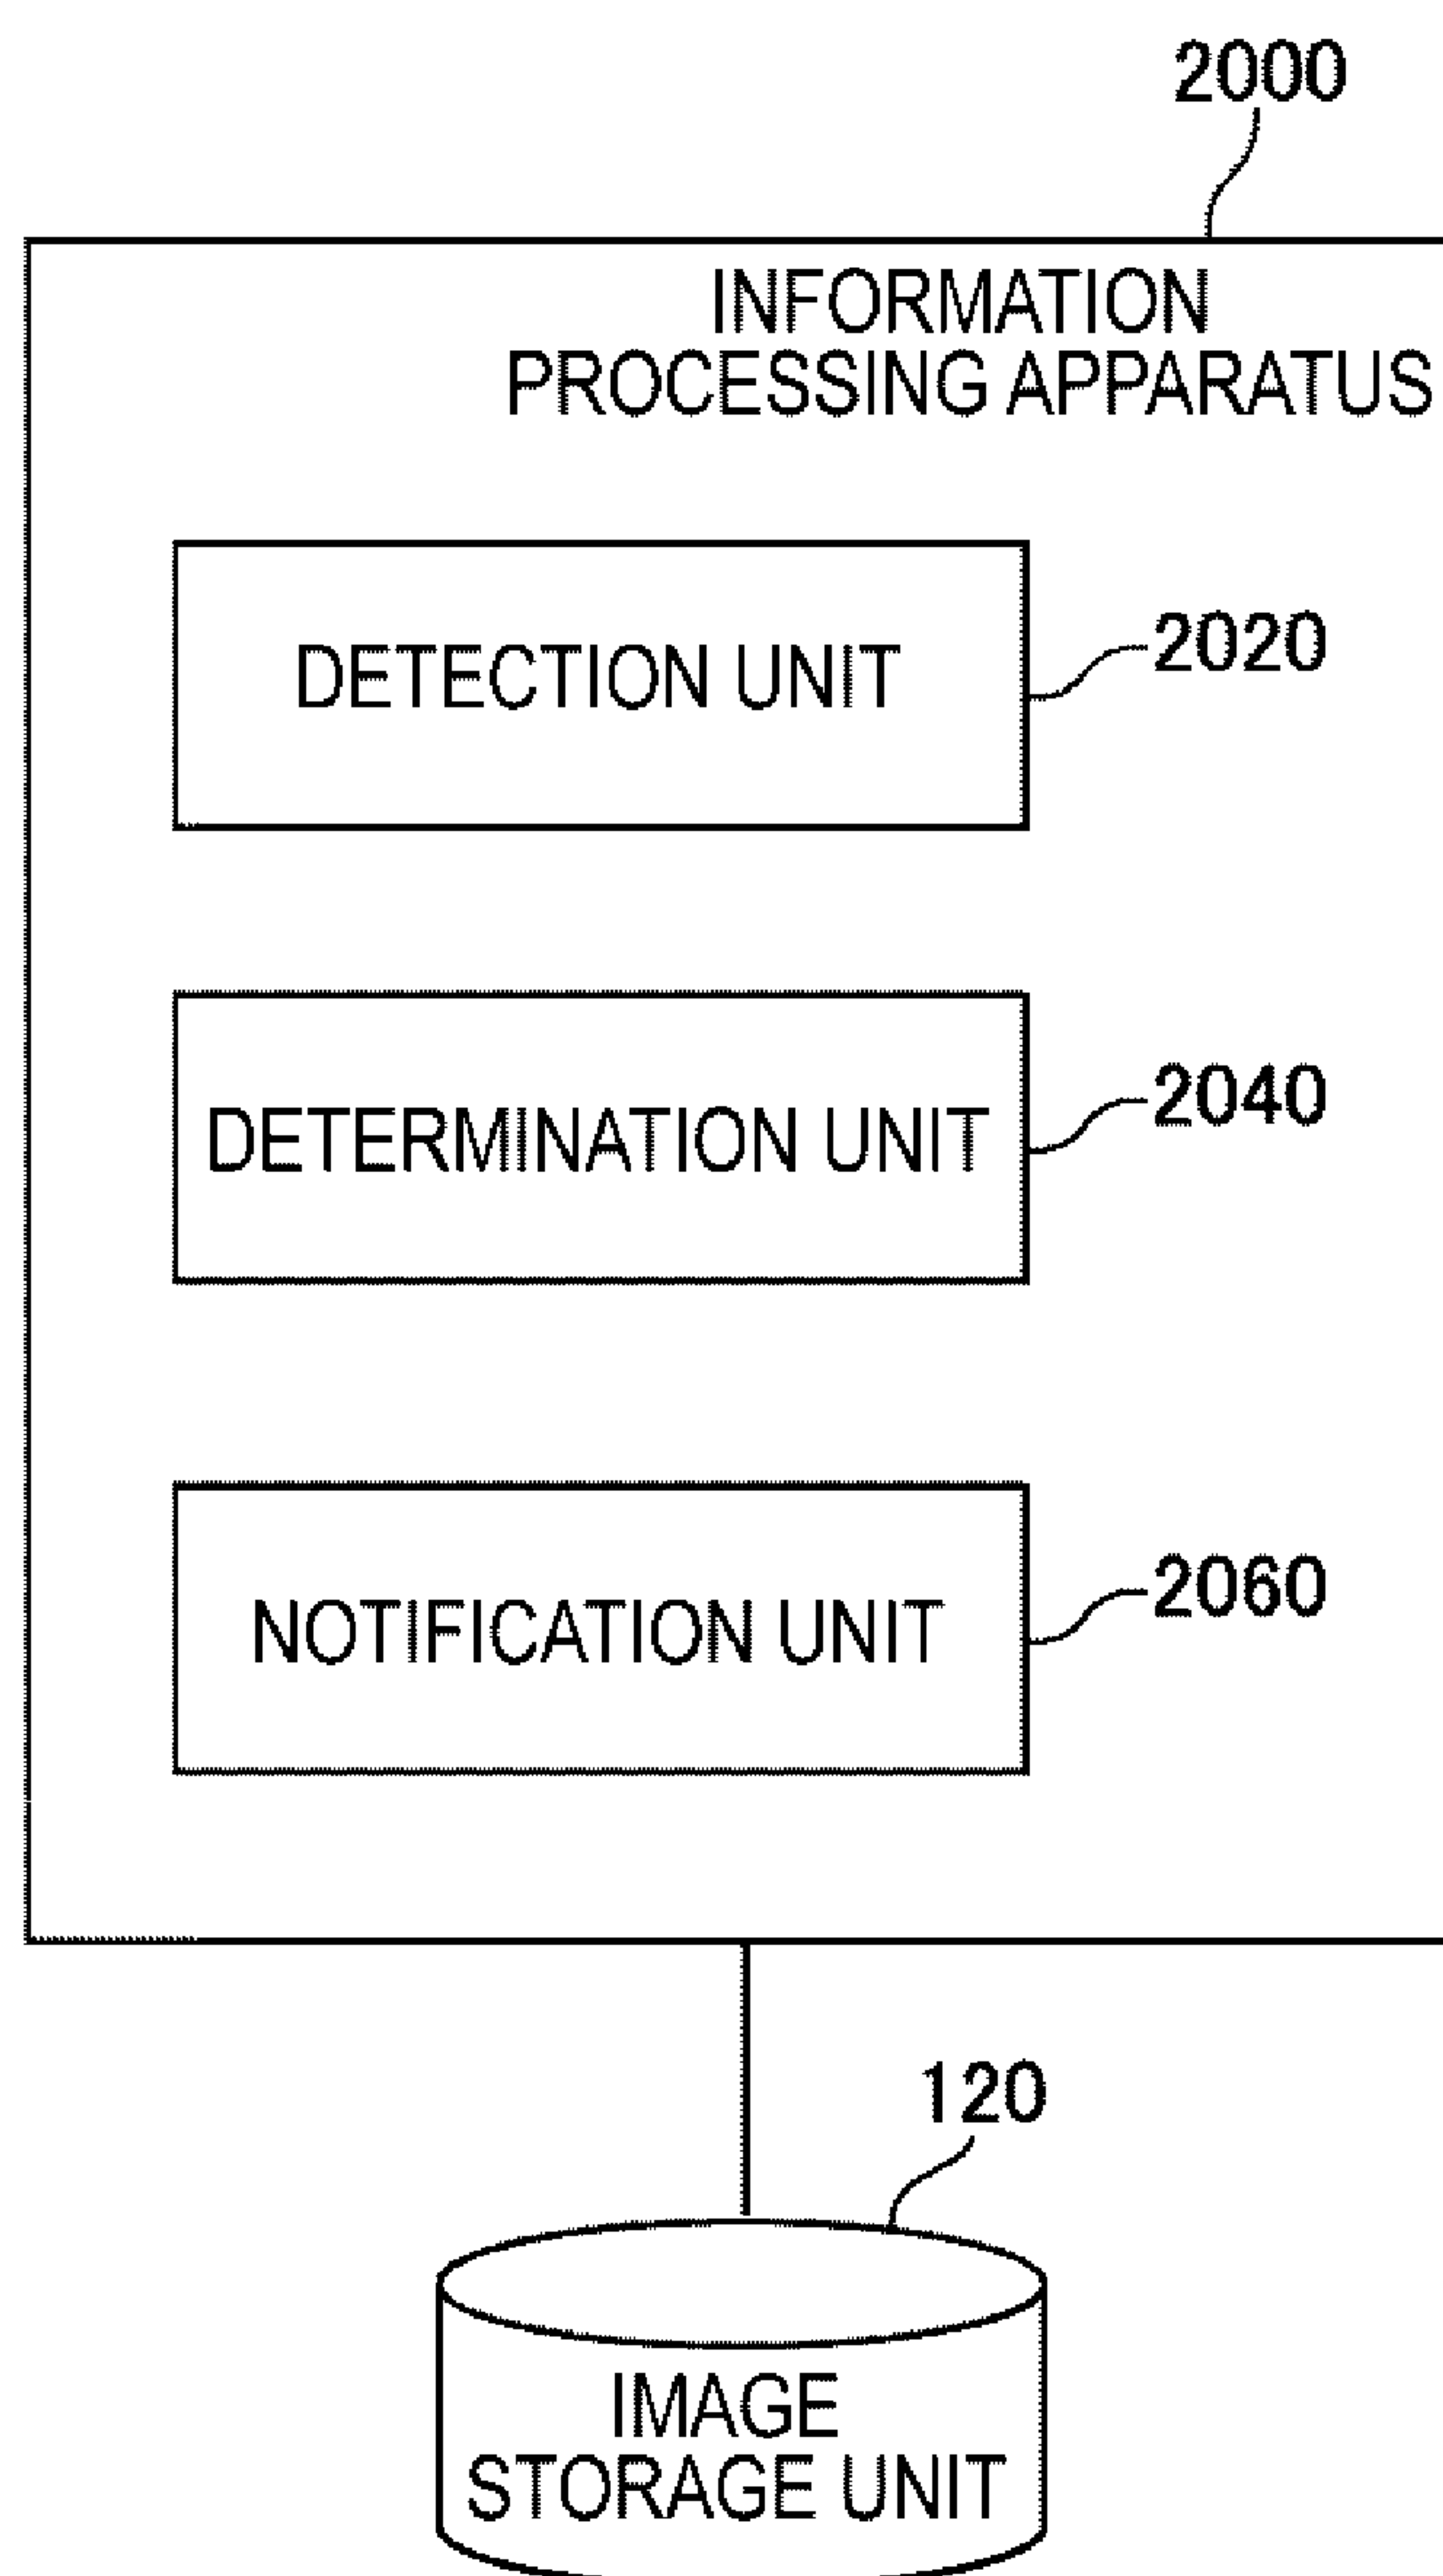 2000
INFORMATION
PROCESSING APPARATUS
DETECTION UNIT
2020
DETERMINATION UNIT
2040
NOTIFICATION UNIT
2060
120
IMAGE
STORAGE UNIT